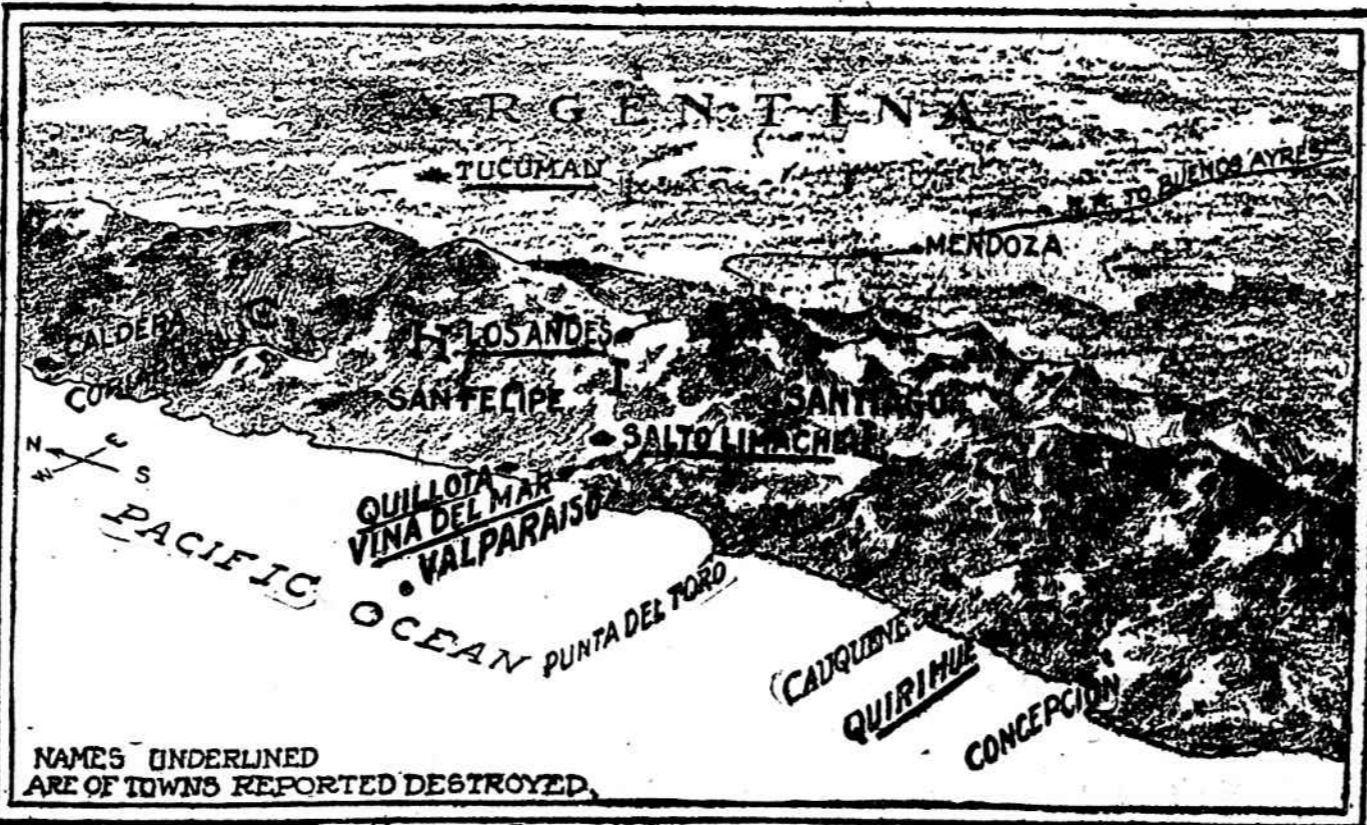 ARGENTINA
TUCUMAN
R.R. TO BUENOS AYRES
MENDOZA
CALDERA
LOS ANDES
SAN FELIPE
SANTIAGO
SALTO LIMACHE
N
E
W
S
QUILLOTA
VINA DEL MAR
VALPARAISO
PACIFIC OCEAN
PUNTA DEL TORO
CAUQUENES
QUIRIHUE
CONCEPCION
NAMES UNDERLINED
ARE OF TOWNS REPORTED DESTROYED.